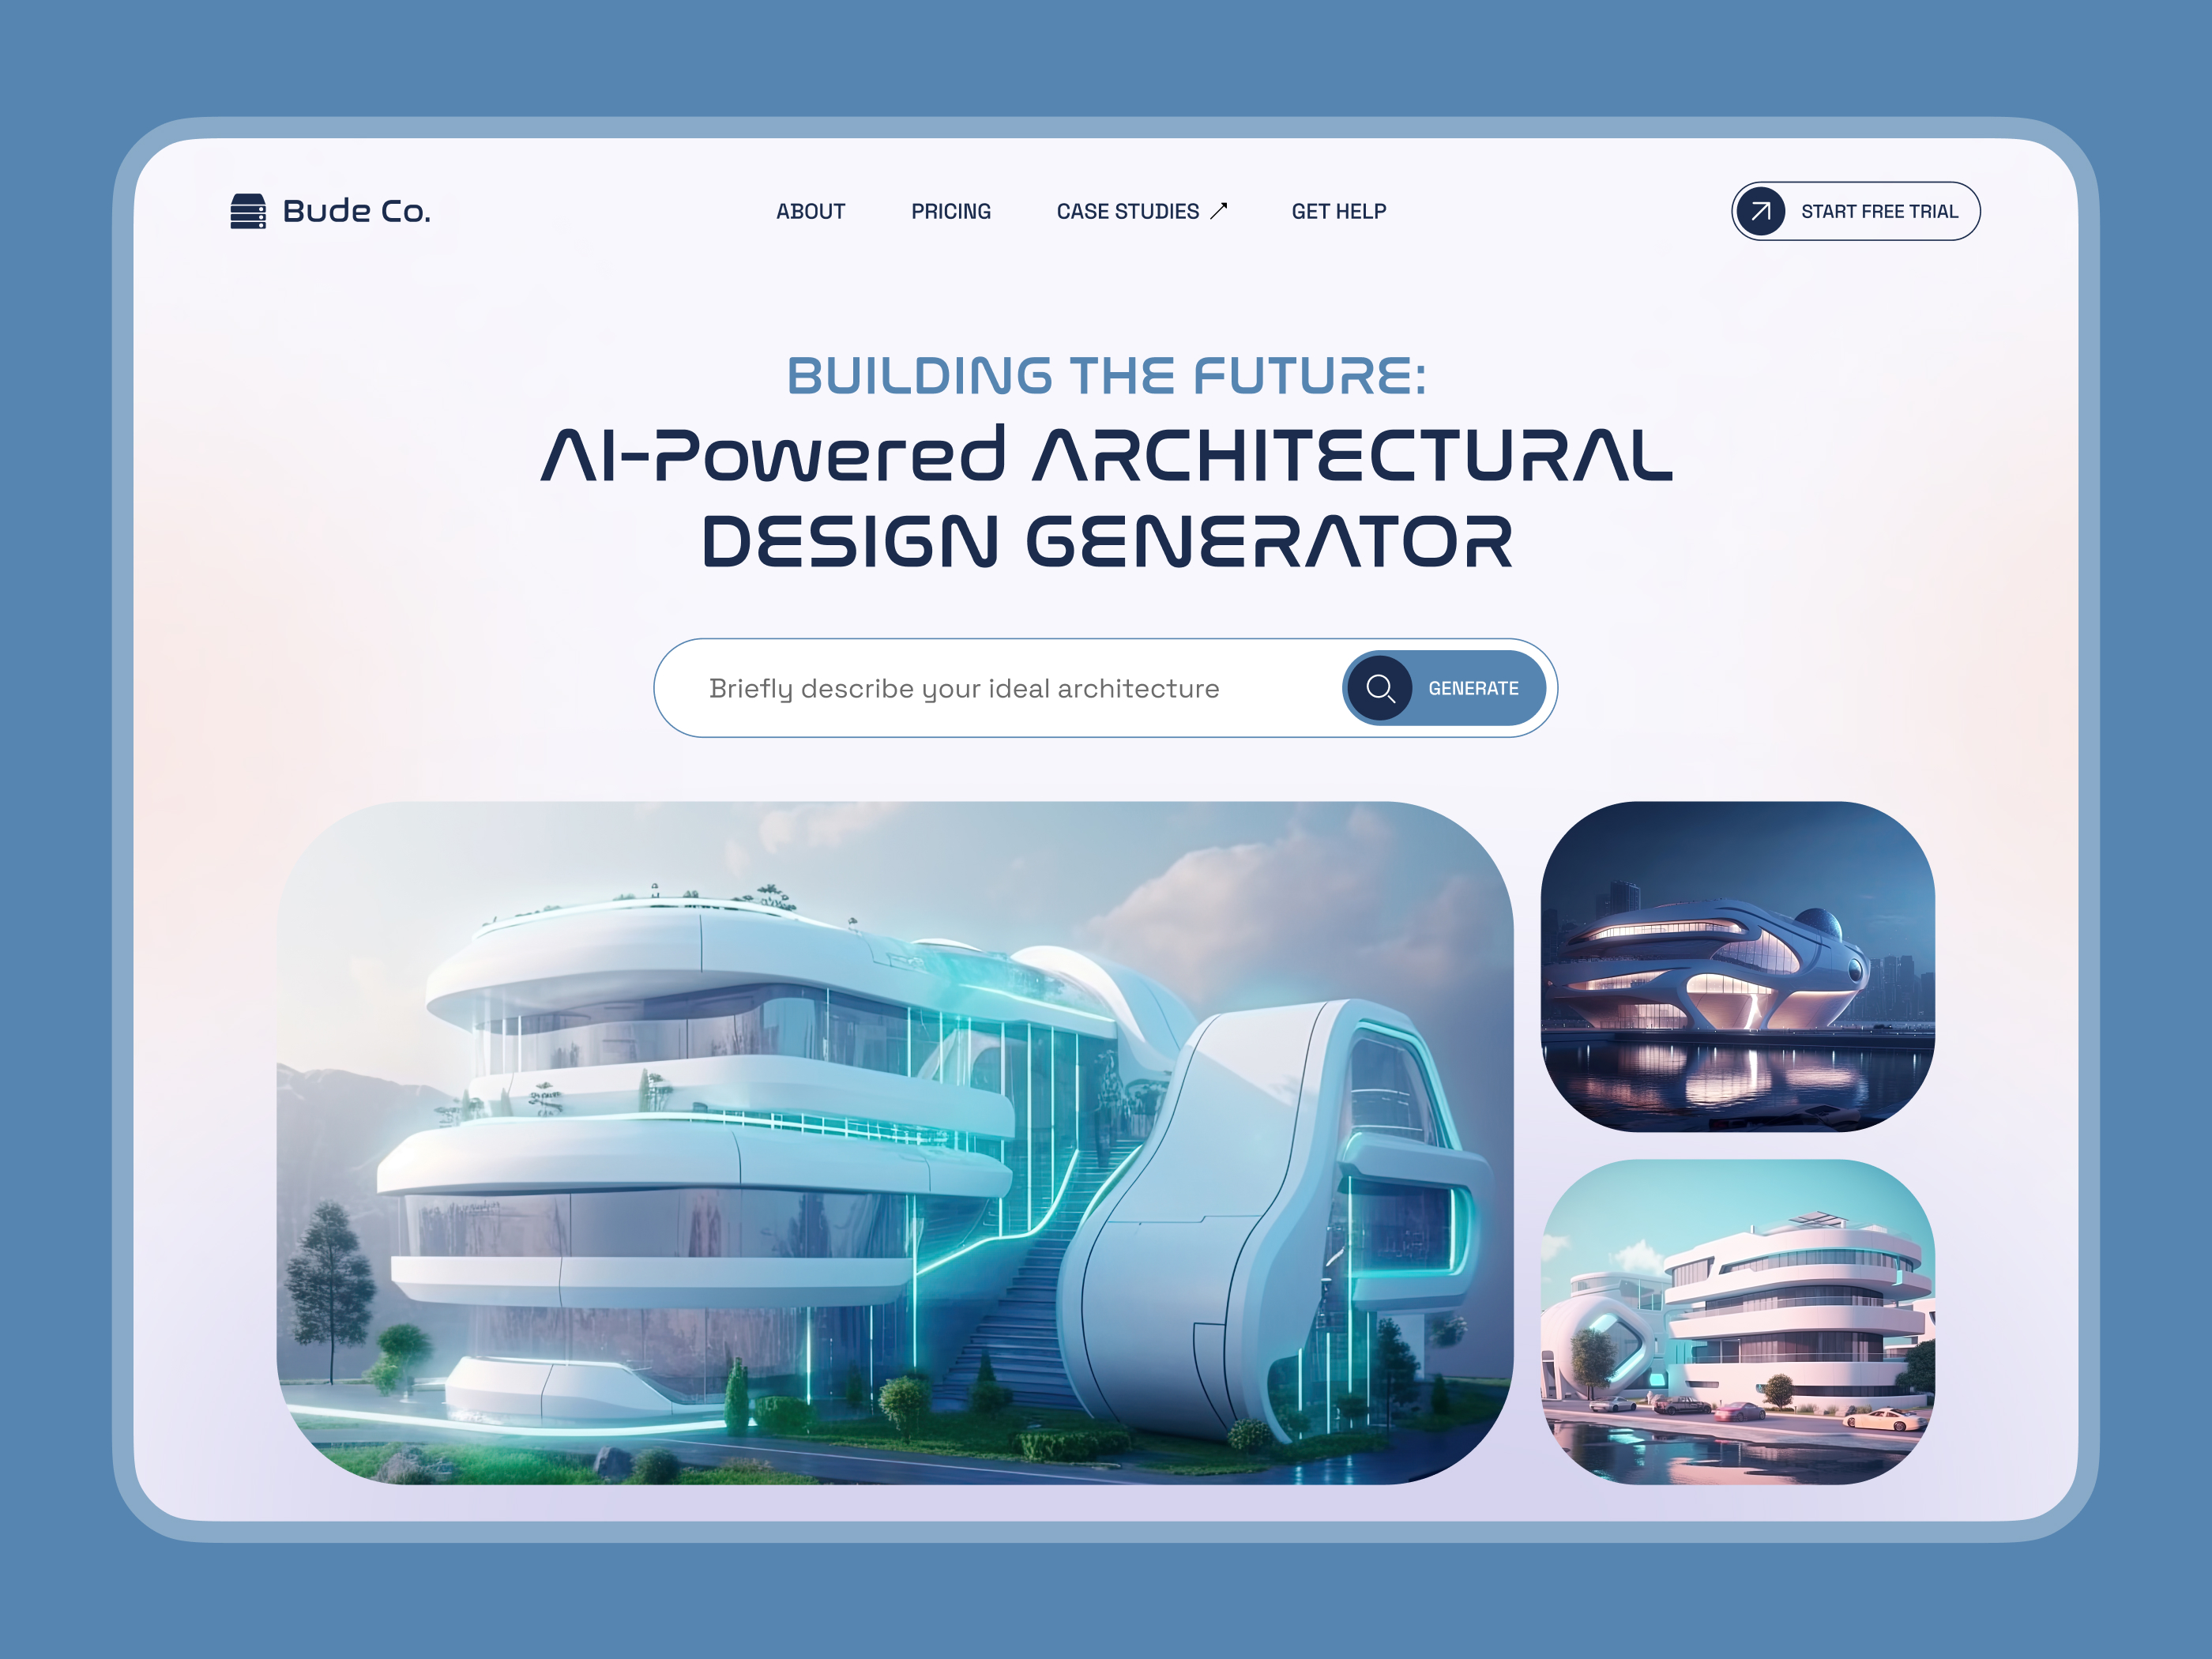 Bude Co.
ABOUT
PRICING
CASE STUDIES
GET HELP
START FREE TRIAL
BUILDING THE FUTURE:
AI-Powered ARCHITECTURAL
DESIGN GENERATOR
Briefly describe your ideal architecture
GENERATE